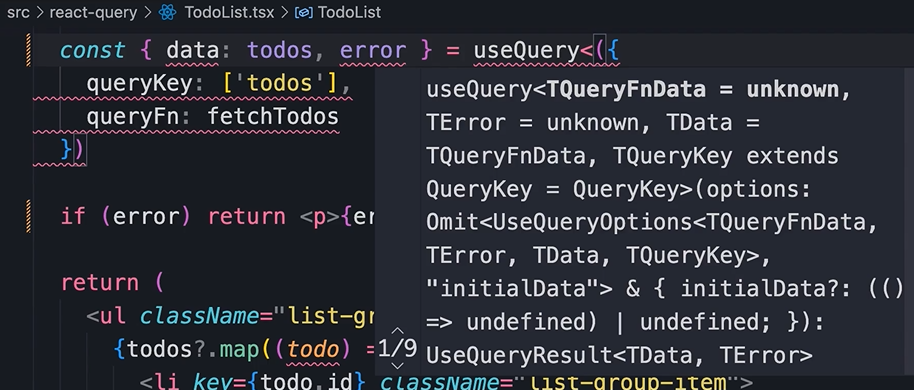 src > react-query > TodoList.tsx > TodoList
const { data: todos, error } = useQuery<({
queryKey: ['todos'],
queryFn: fetchTodos
})
if (error) return <p>{er
return (
<ul className="list-gr
{todos?.map((todo) =
<li key={todo.id} className="list-group-item">
useQuery<TQueryFnData = unknown,
TError = unknown, TData =
TQueryFnData, TQueryKey extends
QueryKey = QueryKey>(options:
Omit<UseQueryOptions<TQueryFnData,
TError, TData, TQueryKey>,
"initialData"> & { initialData?: (()
=> undefined) | undefined; }):
UseQueryResult<TData, TError>
1/9